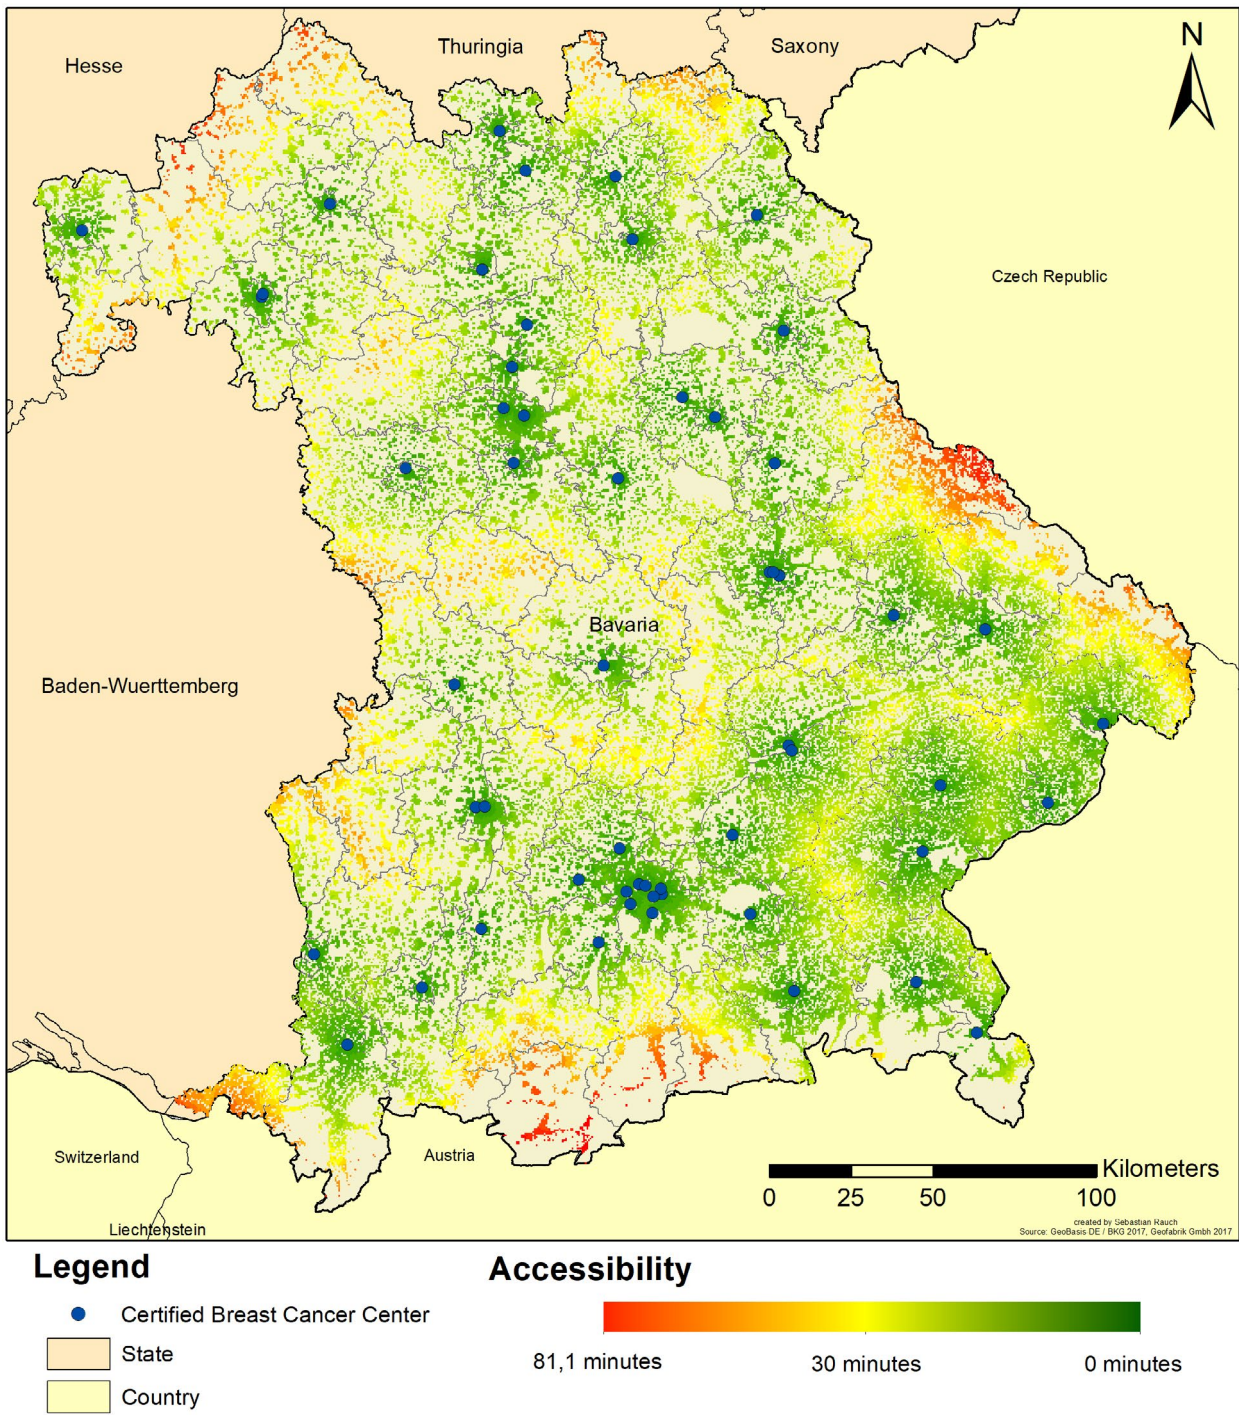 Hesse
Thuringia
Saxony
N
Czech Republic
Bavaria
Baden-Wuerttemberg
Switzerland
Austria
Liechtenstein
Kilometers
0 25 50 100
created by Sebastian Rauch
Source: GeoBasis DE / BKG 2017, Geofabrik Gmbh 2017
Legend
Certified Breast Cancer Center
State
Country
Accessibility
81,1 minutes 30 minutes 0 minutes